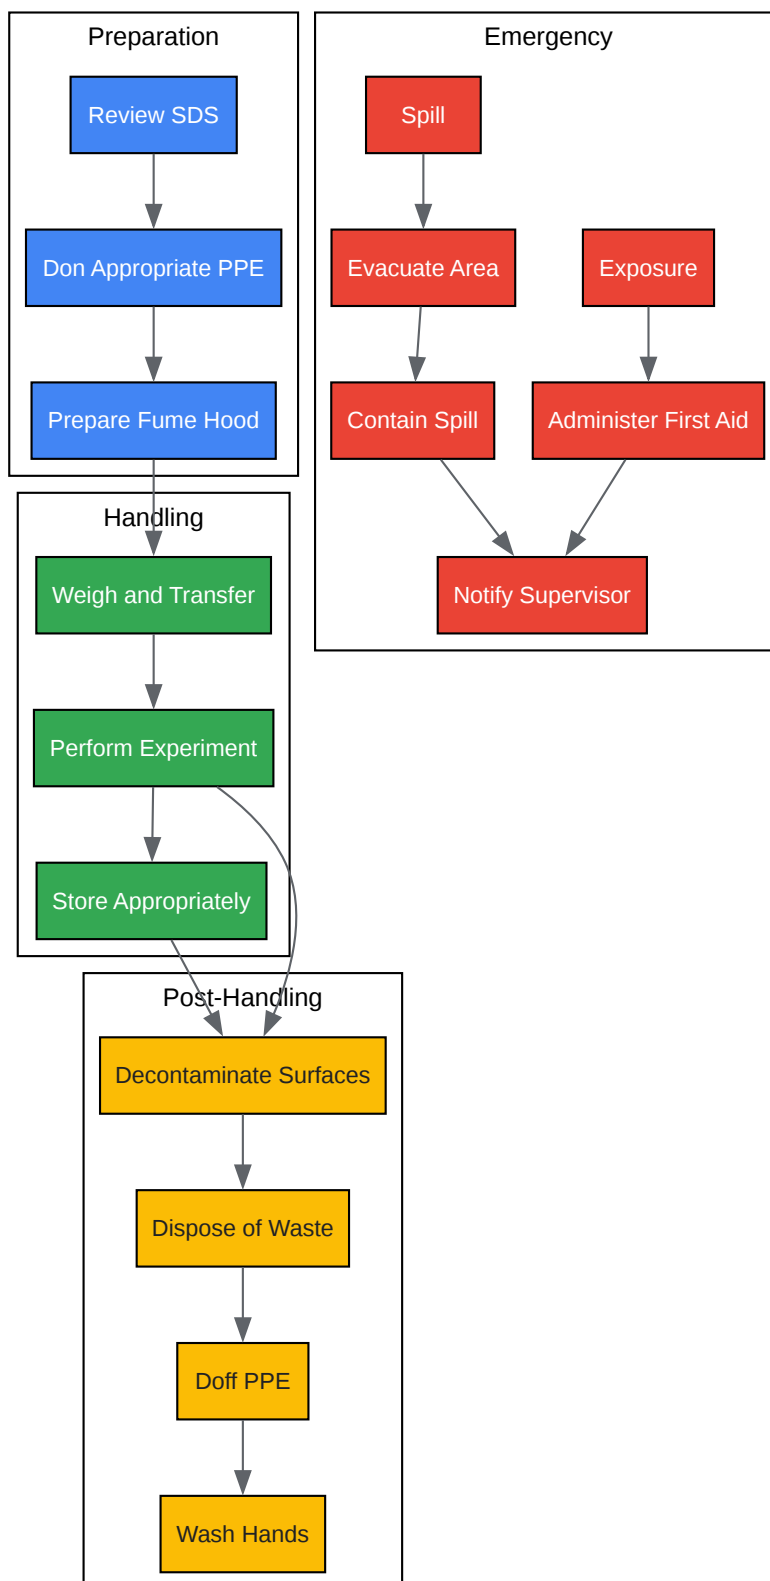 Preparation
Review SDS
Don Appropriate PPE
Prepare Fume Hood
Handling
Weigh and Transfer
Perform Experiment
Store Appropriately
Post-Handling
Decontaminate Surfaces
Dispose of Waste
Doff PPE
Wash Hands
Emergency
Spill
Evacuate Area
Exposure
Contain Spill
Administer First Aid
Notify Supervisor